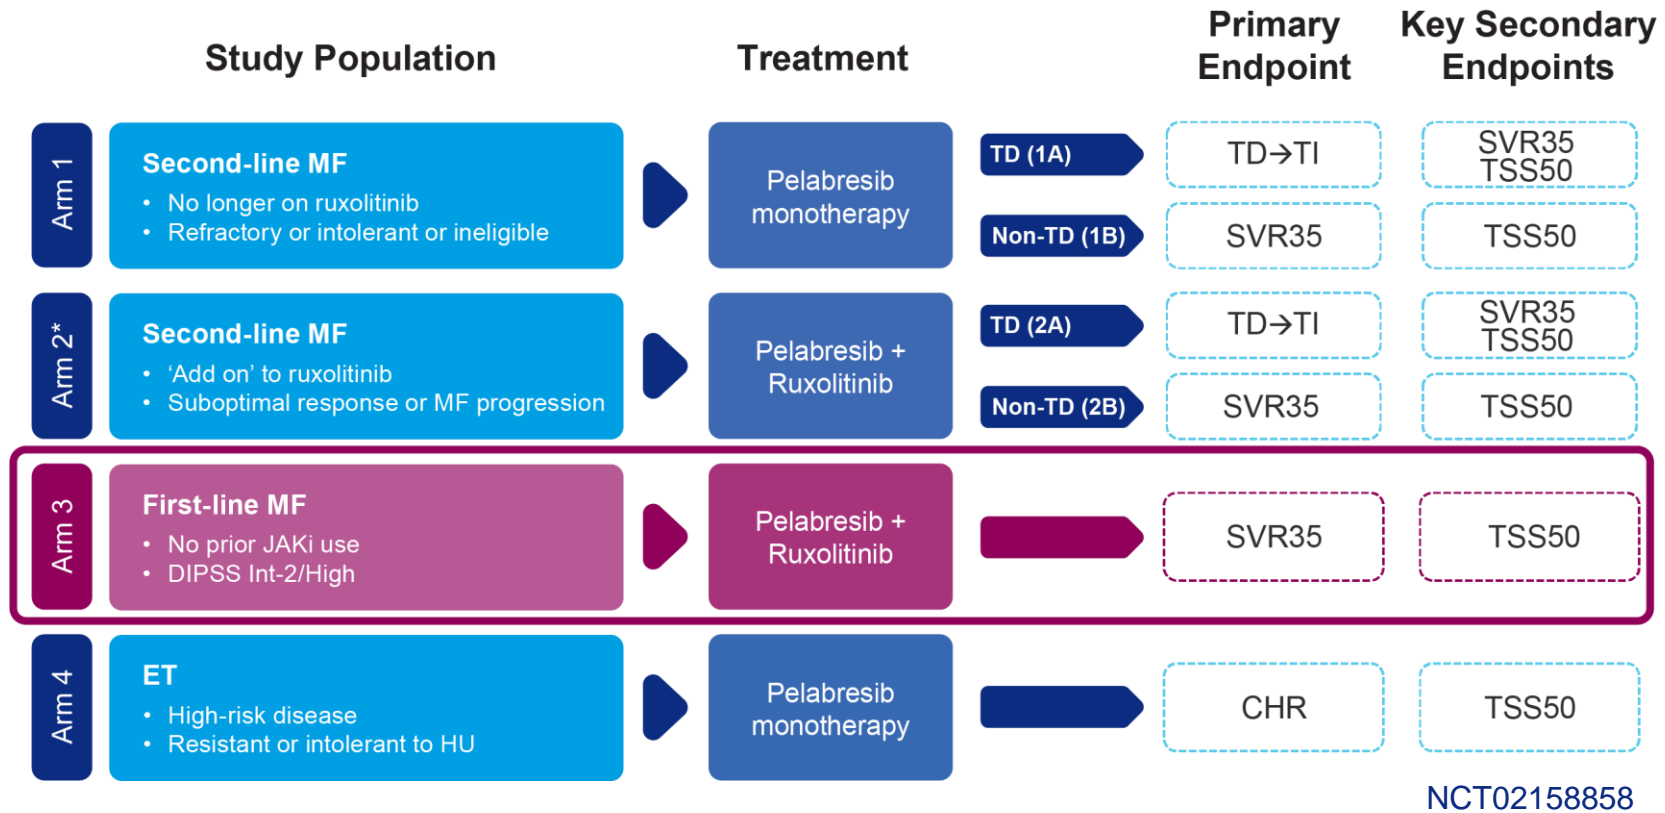 Study Population
Treatment
Primary
Endpoint
Key Secondary
Endpoints
Arm 1
Second-line MF
• No longer on ruxolitinib
• Refractory or intolerant or ineligible
Pelabresib
monotherapy
TD (1A)
TD→TI
SVR35
TSS50
Non-TD (1B)
SVR35
TSS50
Arm 2*
Second-line MF
• ‘Add on’ to ruxolitinib
• Suboptimal response or MF progression
Pelabresib +
Ruxolitinib
TD (2A)
TD→TI
SVR35
TSS50
Non-TD (2B)
SVR35
TSS50
Arm 3
First-line MF
• No prior JAKi use
• DIPSS Int-2/High
Pelabresib +
Ruxolitinib
SVR35
TSS50
Arm 4
ET
• High-risk disease
• Resistant or intolerant to HU
Pelabresib
monotherapy
CHR
TSS50
NCT02158858